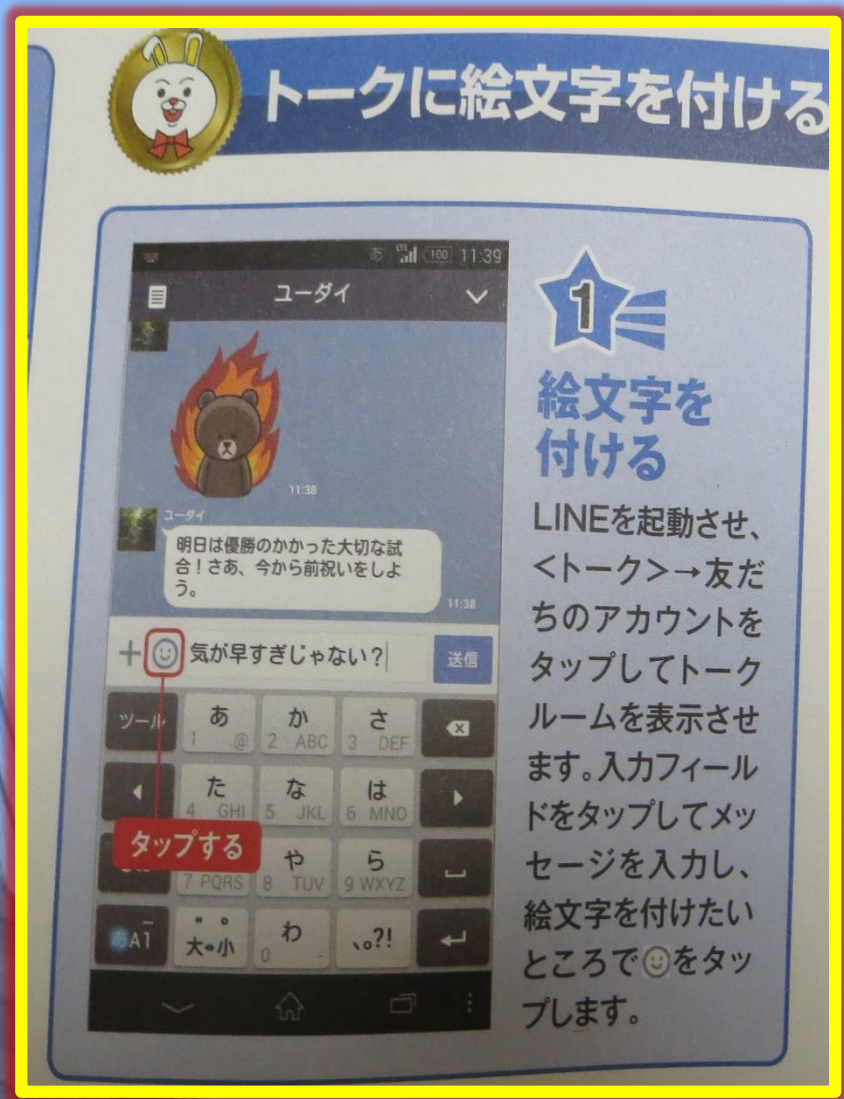 トークに絵文字を付ける
あ LTE 100 11:39
ユーダイ
11:38
ユーダイ
明日は優勝のかかった大切な試
合！さあ、今から前祝いをしよ
う。
11:38
気が早すぎじゃない？
送信
ツール
あ
1 @
か
2 ABC
さ
3 DEF
た
4 GHI
な
5 JKL
は
6 MNO
タップする
7 PQRS
や
8 TUV
ら
9 WXYZ
あA1
大⇔小
わ
0
、。?!
1
絵文字を
付ける
LINEを起動させ、
＜トーク＞→友だ
ちのアカウントを
タップしてトーク
ルームを表示させ
ます。入力フィール
ドをタップしてメッ
セージを入力し、
絵文字を付けたい
ところで☺をタッ
プします。